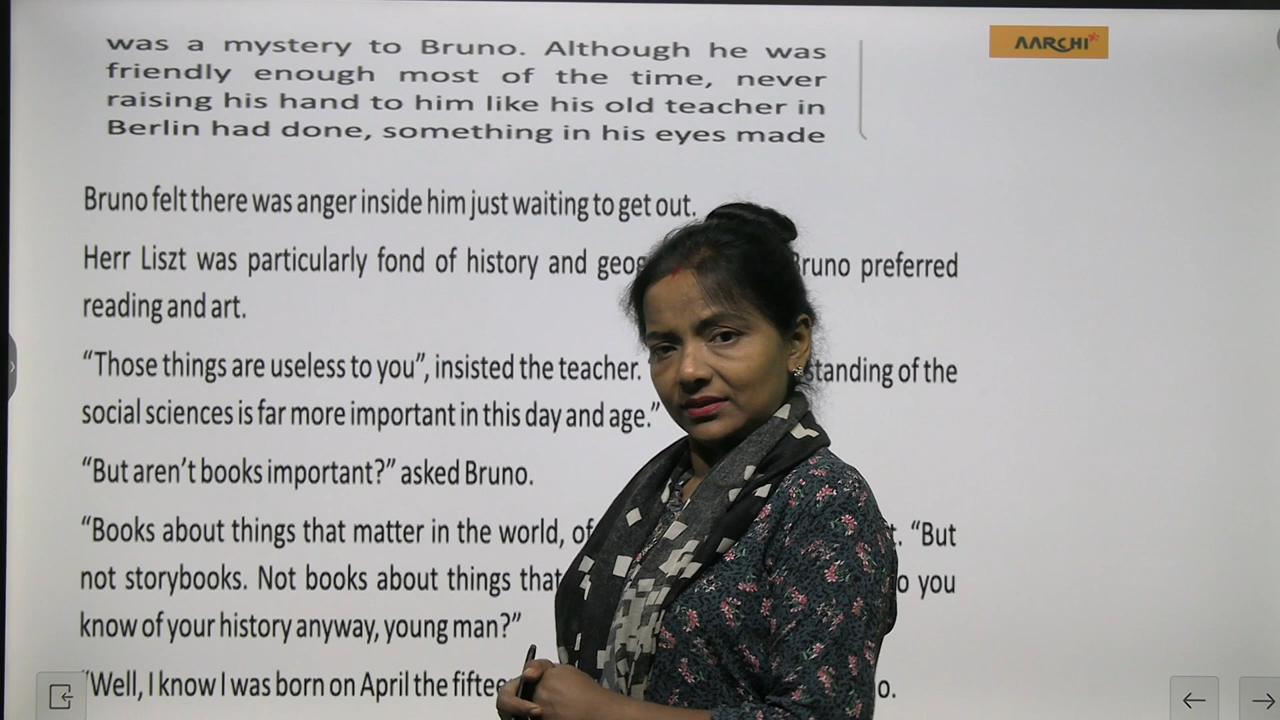 was a mystery to Bruno. Although he was
AARCHI*
friendly enough most of the time, never
raising his hand to him like his old teacher in
Berlin had done, something in his eyes made
Bruno felt there was anger inside him just waiting to get out.
Herr Liszt was particularly fond of history and Bruno preferred
reading and art.
“Those things are useless to you”, insisted the teacher. of the
social sciences is far more important in this day and age.”
“But aren’t books important?” asked Bruno.
“Books about things that matter in the world, “But
not storybooks. Not books about things that you
know of your history anyway, young man?”
“Well, I know I was born on April the